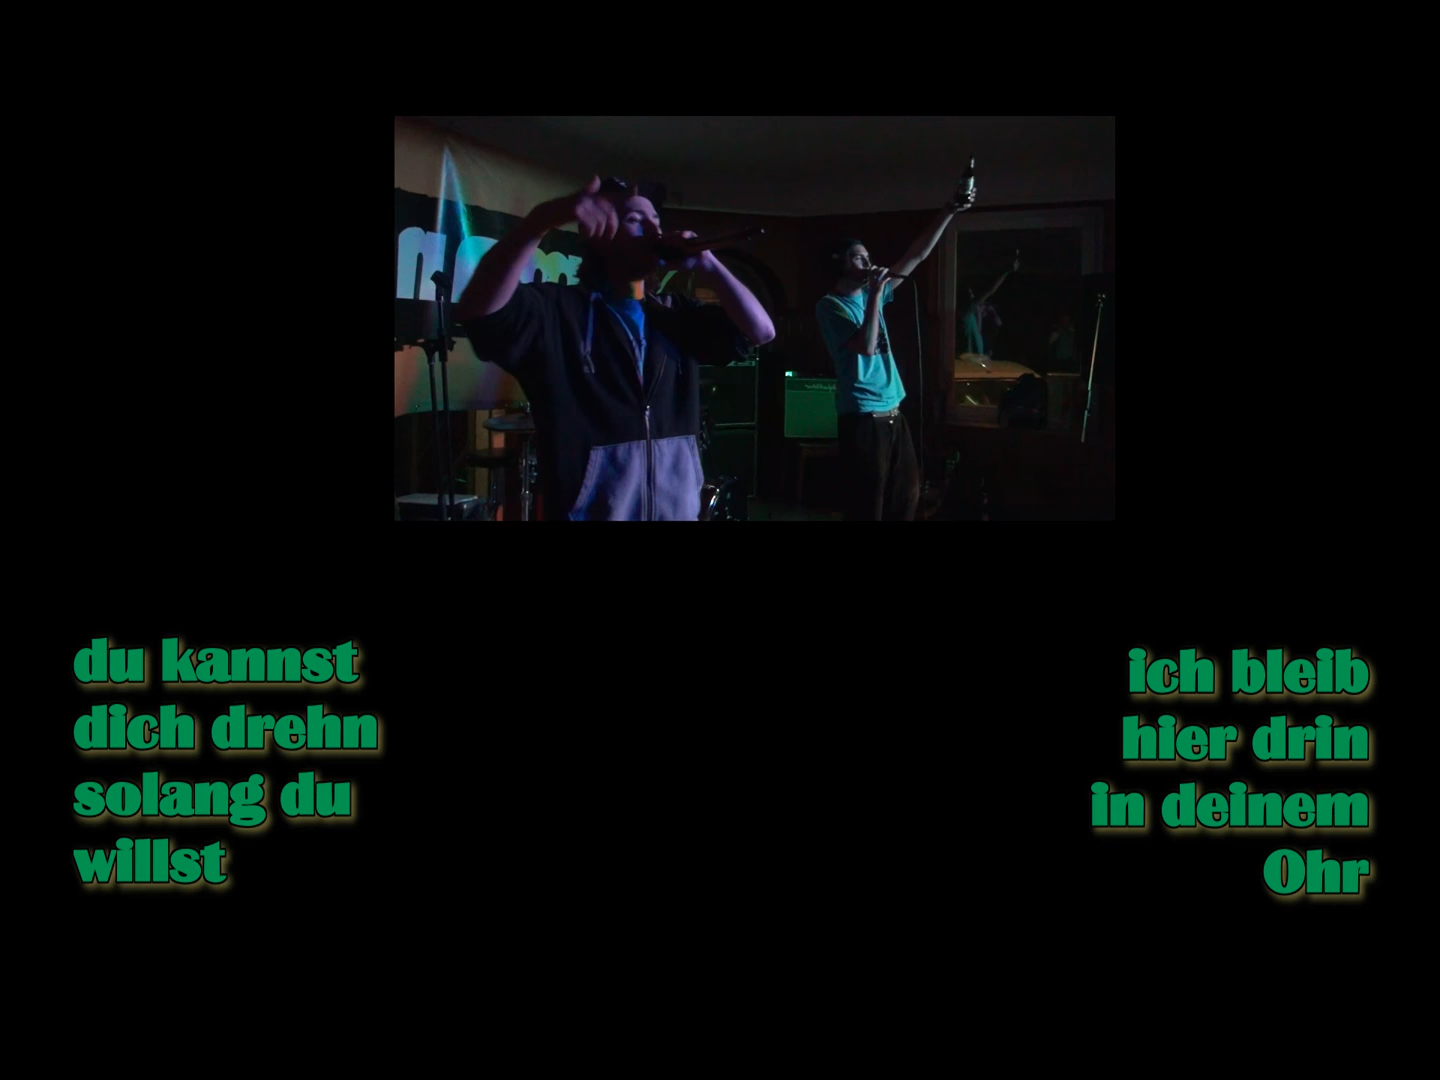 du kannst
dich drehn
solang du
willst
ich bleib
hier drin
in deinem
Ohr